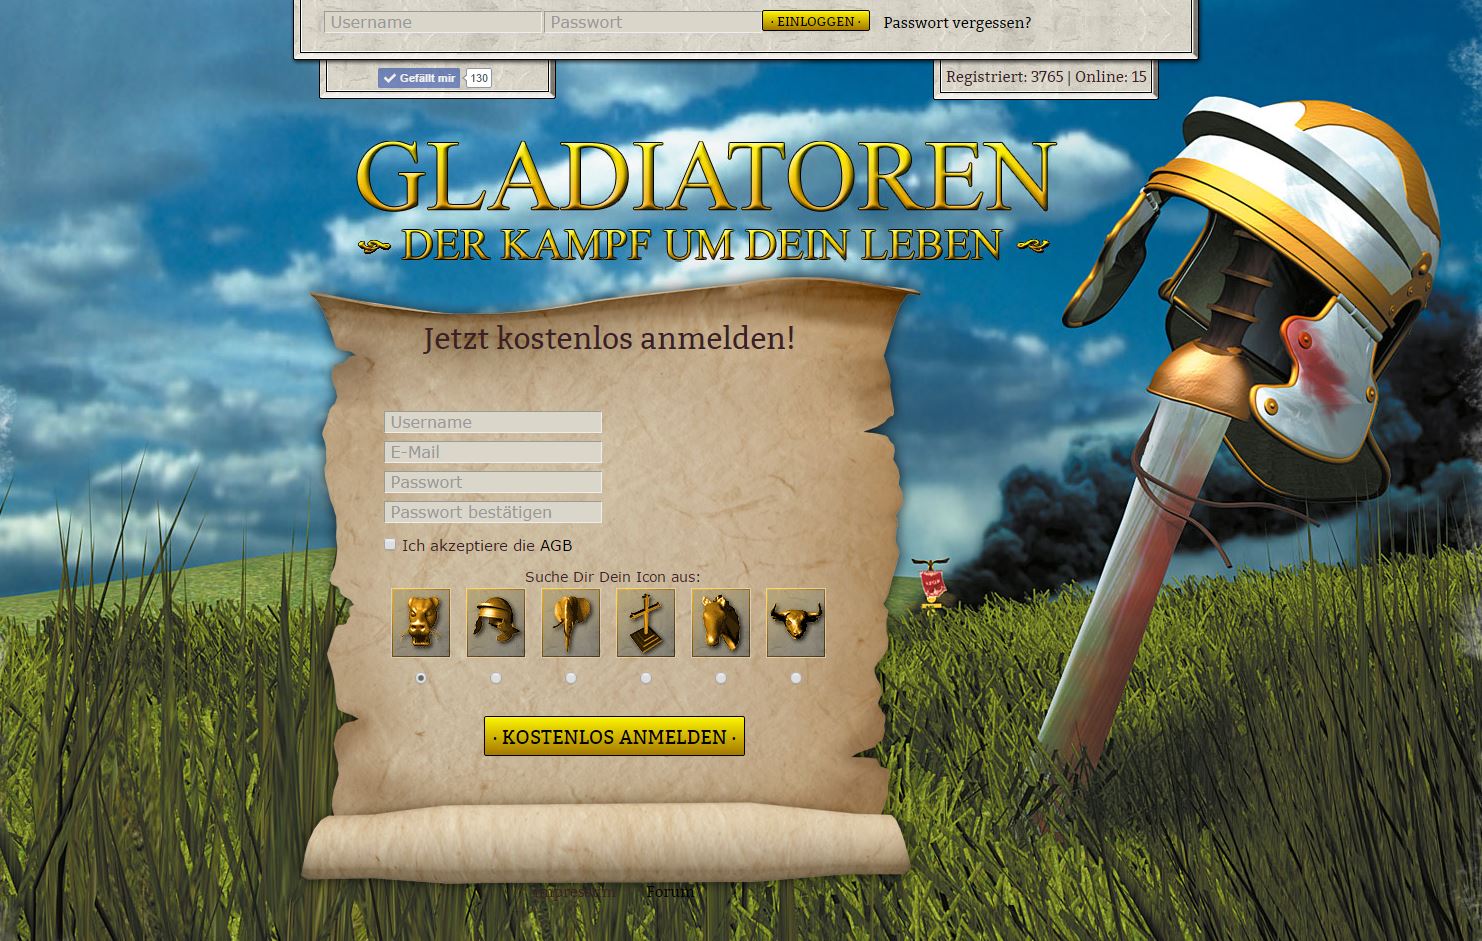 Username Passwort · EINLOGGEN · Passwort vergessen?
Gefällt mir 130
Registriert: 3765 | Online: 15
GLADIATOREN
DER KAMPF UM DEIN LEBEN
Jetzt kostenlos anmelden!
Username
E-Mail
Passwort
Passwort bestätigen
Ich akzeptiere die AGB
Suche Dir Dein Icon aus:
· KOSTENLOS ANMELDEN ·
Impressum Forum